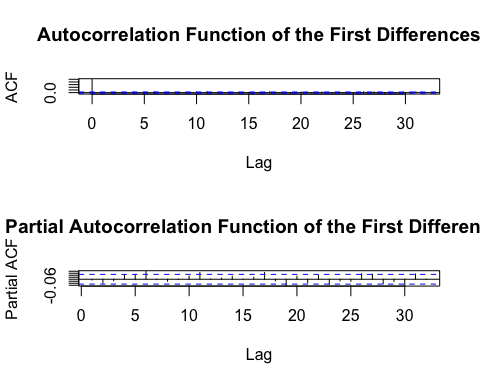 Autocorrelation Function of the First Differences
ACF
0.0
0 5 10 15 20 25 30
Lag
Partial Autocorrelation Function of the First Differen
Partial ACF
-0.06
0 5 10 15 20 25 30
Lag